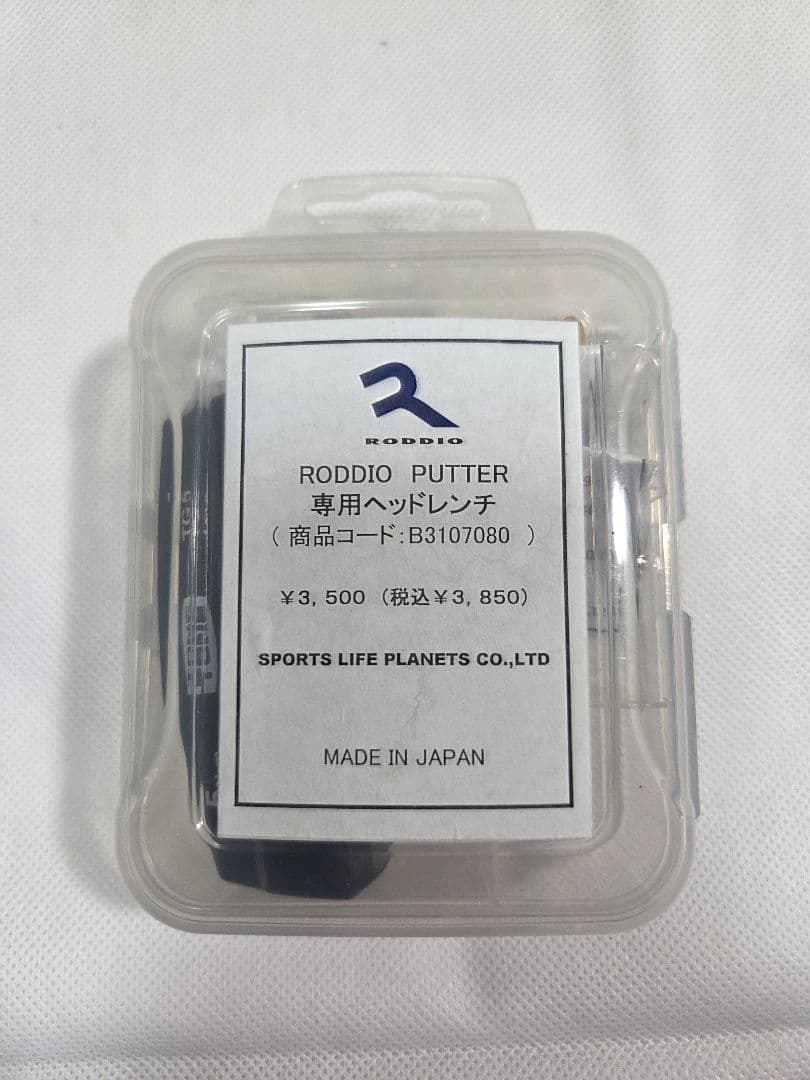 RODDIO
RODDIO PUTTER
専用ヘッドレンチ
( 商品コード:B3107080 )
¥3,500 (税込¥3,850)
SPORTS LIFE PLANETS CO.,LTD
MADE IN JAPAN